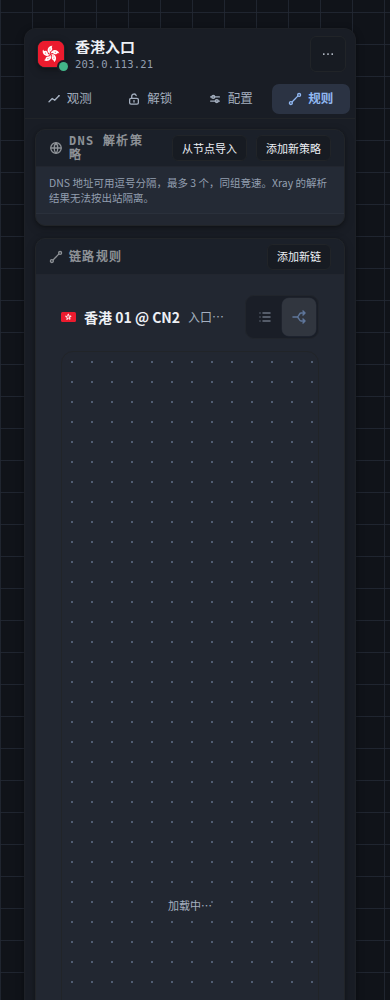 香港入口
203.0.113.21
···
观测
解锁
配置
规则
DNS 解析策
略
从节点导入
添加新策略
DNS 地址可用逗号分隔，最多 3 个，同组竞速。Xray 的解析
结果无法按出站隔离。
链路规则
添加新链
香港 01 @ CN2 入口…
加载中…